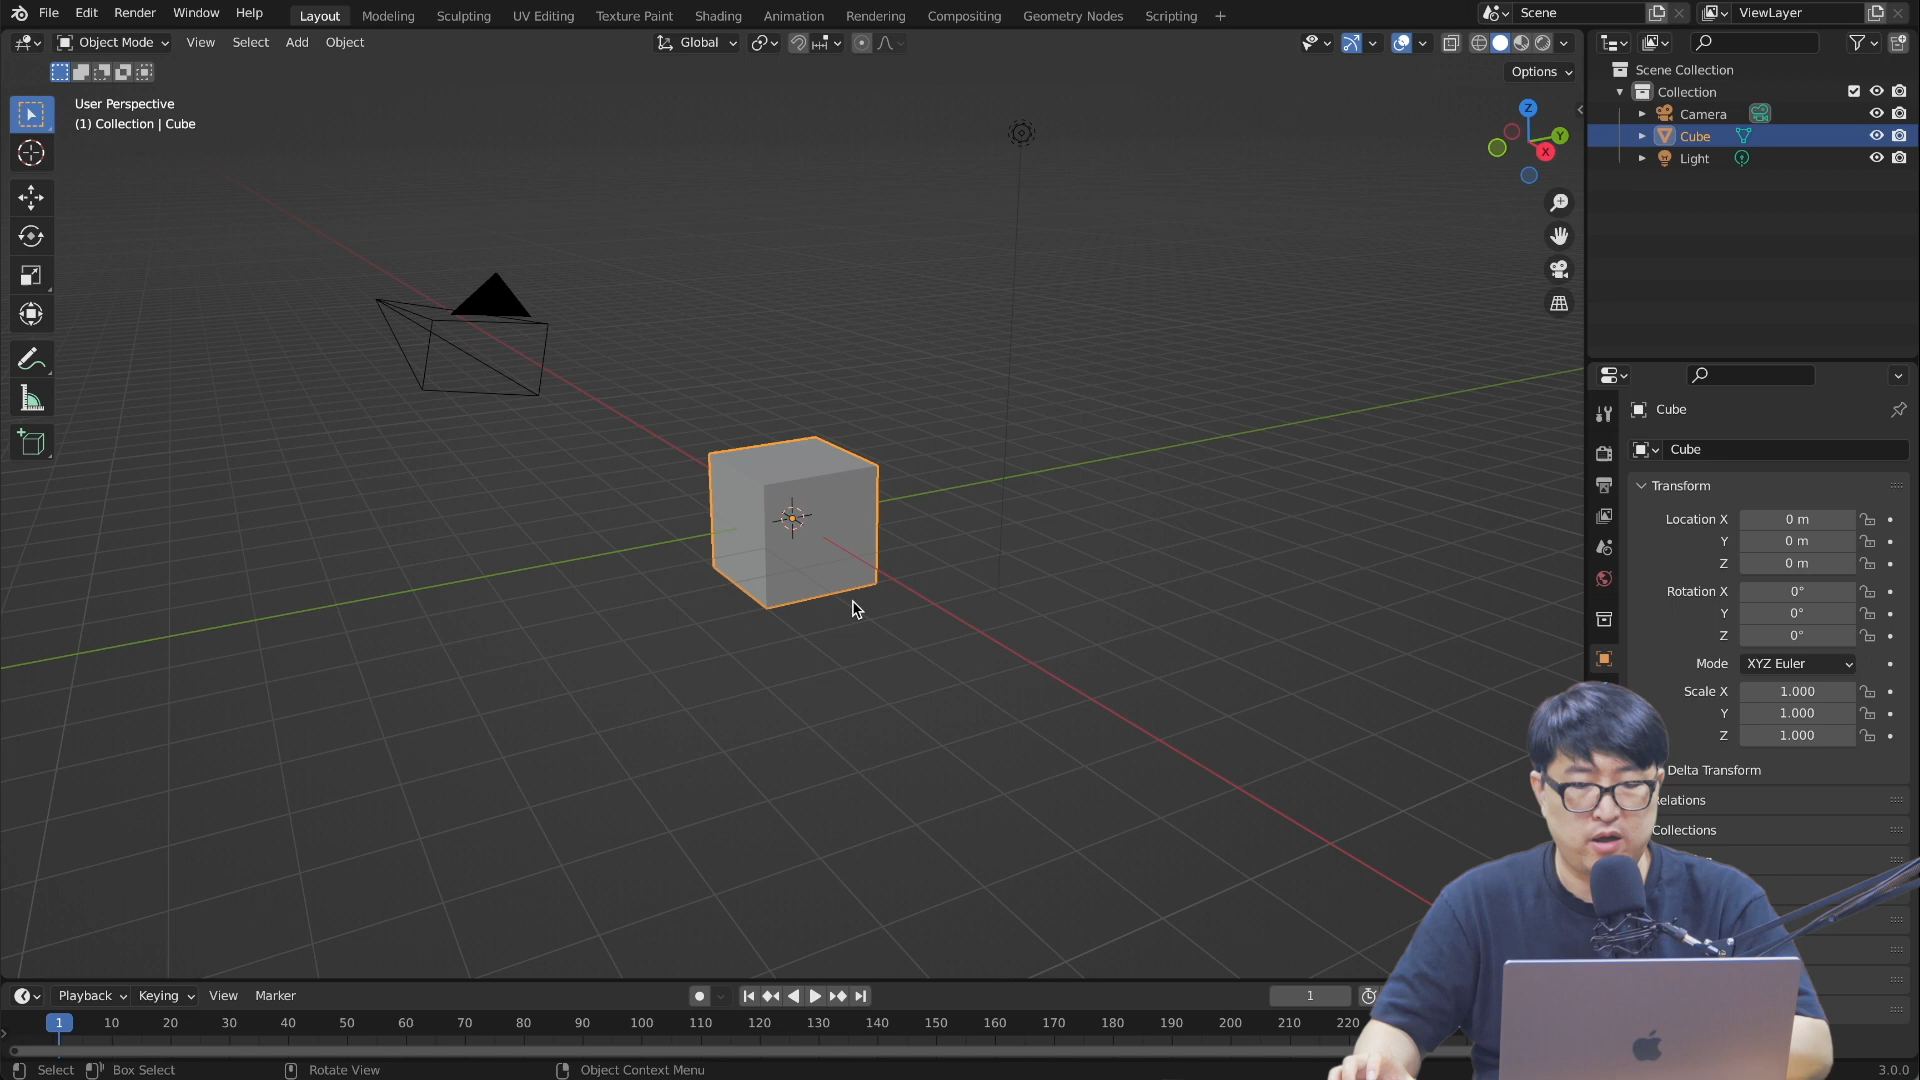 File Edit Render Window Help Layout Modeling Sculpting UV Editing Texture Paint Shading Animation Rendering Compositing Geometry Nodes Scripting + Scene ViewLayer
Object Mode View Select Add Object Global
Options
User Perspective
(1) Collection | Cube
Z
Y
X
Scene Collection
Collection
Camera
Cube
Light
Cube
Cube
Transform
Location X 0 m
Y 0 m
Z 0 m
Rotation X 0°
Y 0°
Z 0°
Mode XYZ Euler
Scale X 1.000
Y 1.000
Z 1.000
Delta Transform
elations
Collections
Playback Keying View Marker 1
1 10 20 30 40 50 60 70 80 90 100 110 120 130 140 150 160 170 180 190 200 210 220
Select Box Select Rotate View Object Context Menu 3.0.0